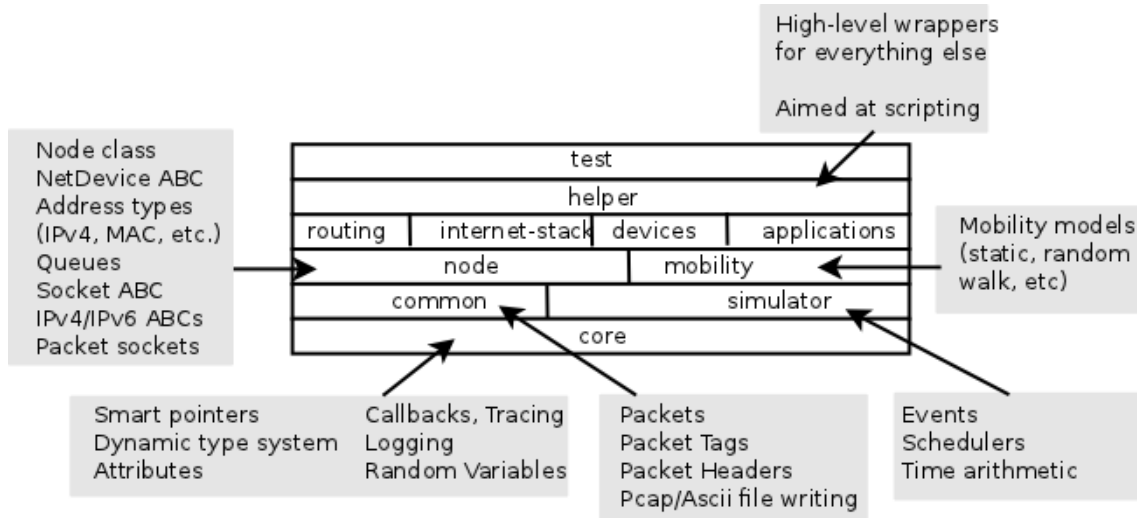 High-level wrappers
for everything else
Aimed at scripting
Node class
NetDevice ABC
Address types
(IPv4, MAC, etc.)
Queues
Socket ABC
IPv4/IPv6 ABCs
Packet sockets
test
helper
routing internet-stack devices applications
node mobility
common simulator
core
Mobility models
(static, random
walk, etc)
Smart pointers Callbacks, Tracing
Dynamic type system Logging
Attributes Random Variables
Packets
Packet Tags
Packet Headers
Pcap/Ascii file writing
Events
Schedulers
Time arithmetic